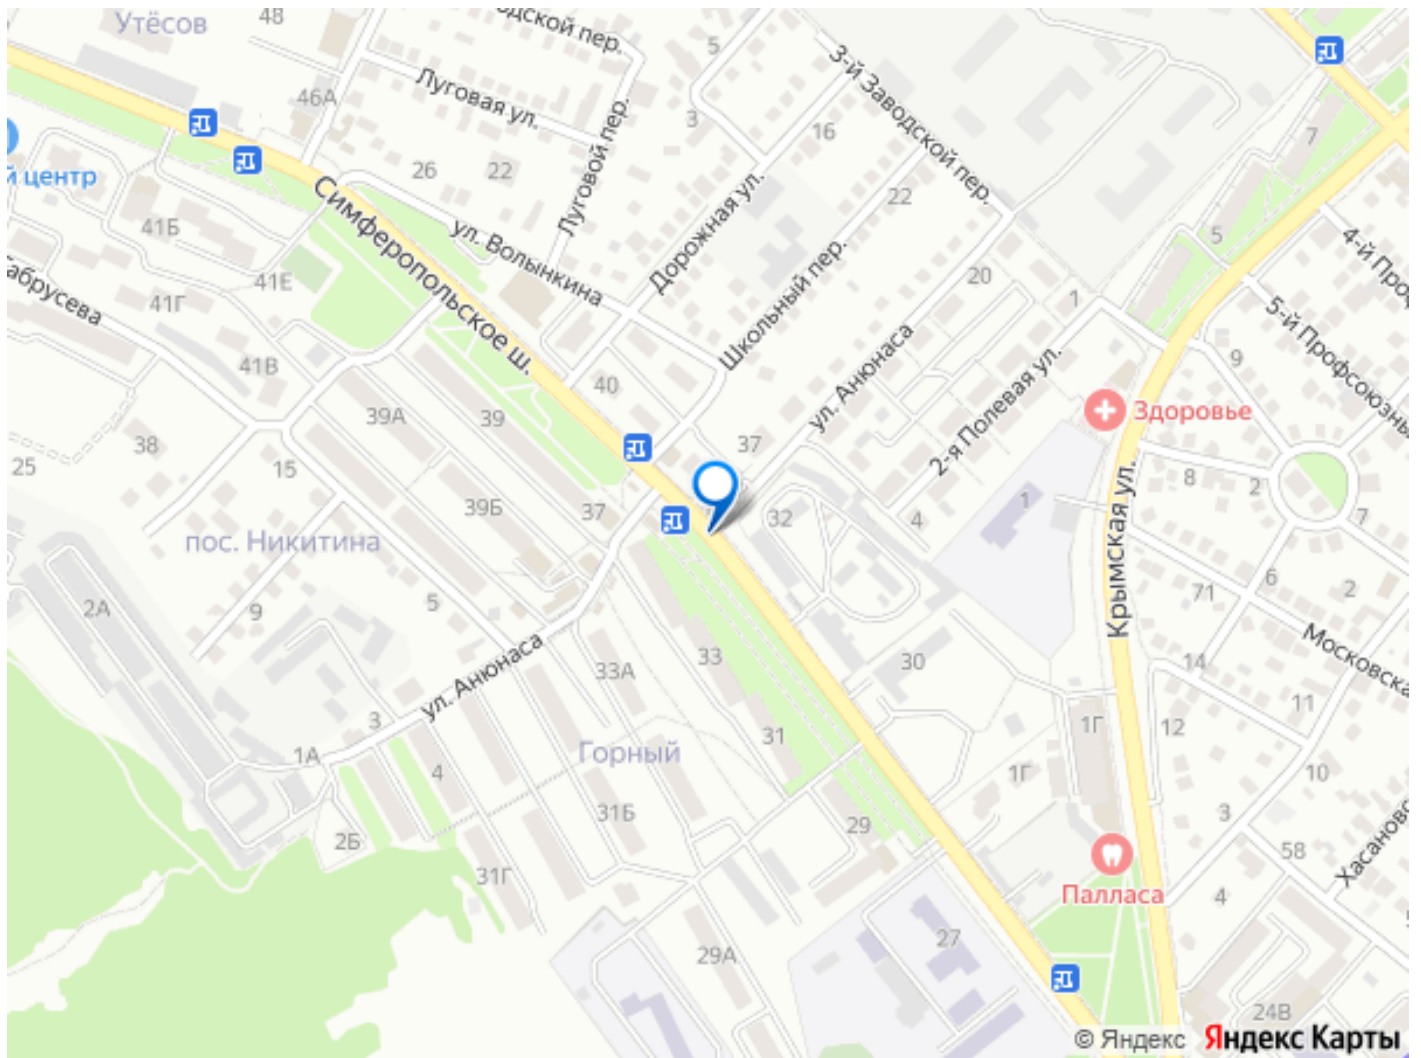 Утёсов
48
одской пер.
5
3-й Заводской пер.
7
46А
Луговая ул.
Луговой пер.
3
16
й центр
26
22
22
41Б
ул. Волынкина
Дорожная ул.
Школьный пер.
5
4-й Проф
41Е
20
1
абрусева
41Г
Симферопольское ш.
5-й Профсоюзны
41В
40
ул. Анюнаса
2-я Полевая ул.
9
39А
39
Здоровье
38
37
25
15
8
2
39Б
37
32
4
1
7
пос. Никитина
Крымская ул.
6
2
2А
9
5
71
Московска
33А
33
30
14
ул. Анюнаса
11
3
1А
Горный
31
1Г
12
4
1Г
10
31Б
29
3
2Б
31Г
58
Хасановс
Палласа
4
29А
27
24В
© Яндекс Яндекс Карты